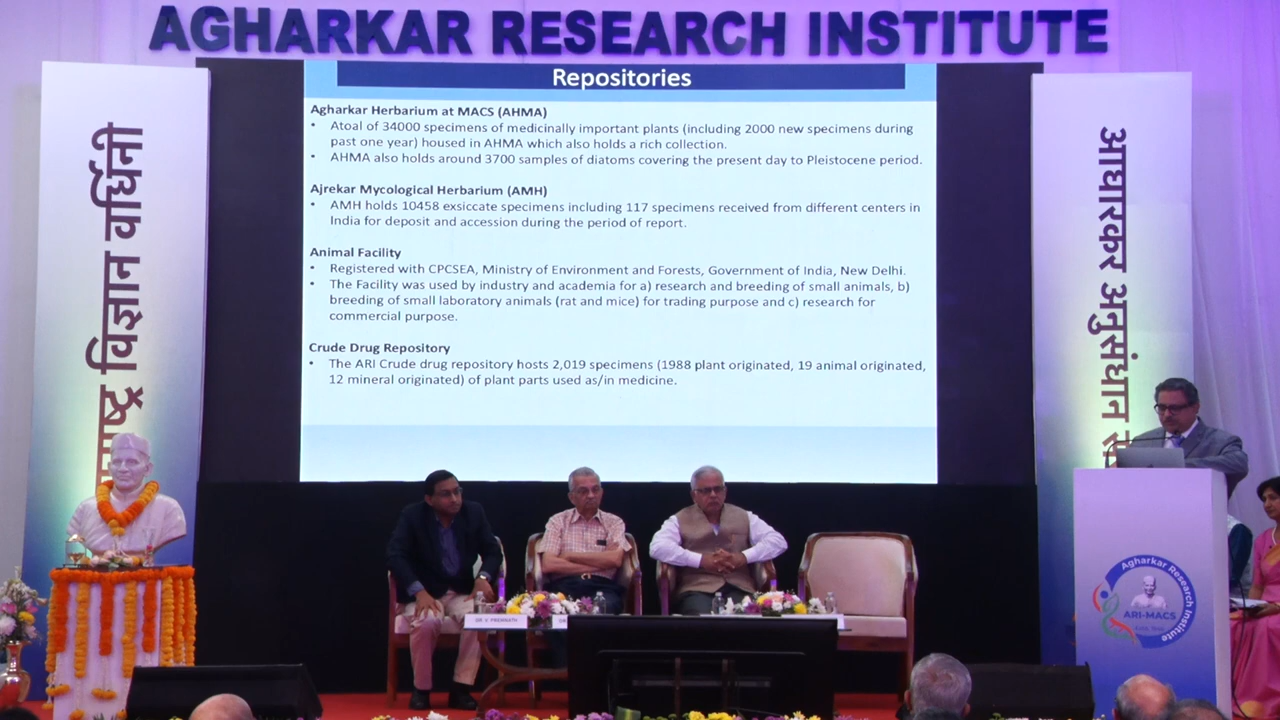 AGHARKAR RESEARCH INSTITUTE
Repositories
Agharkar Herbarium at MACS (AHMA)
• Atoal of 34000 specimens of medicinally important plants (including 2000 new specimens during
past one year) housed in AHMA which also holds a rich collection.
• AHMA also holds around 3700 samples of diatoms covering the present day to Pleistocene period.
Ajrekar Mycological Herbarium (AMH)
• AMH holds 10458 exsiccate specimens including 117 specimens received from different centers in
India for deposit and accession during the period of report.
Animal Facility
• Registered with CPCSEA, Ministry of Environment and Forests, Government of India, New Delhi.
• The Facility was used by industry and academia for a) research and breeding of small animals, b)
breeding of small laboratory animals (rat and mice) for trading purpose and c) research for
commercial purpose.
Crude Drug Repository
• The ARI Crude drug repository hosts 2,019 specimens (1988 plant originated, 19 animal originated,
12 mineral originated) of plant parts used as/in medicine.
विज्ञान वर्धिनी
आघारकर अनुसंधान
DR V. PREMNATH
Agharkar Research Institute
ARI-MACS